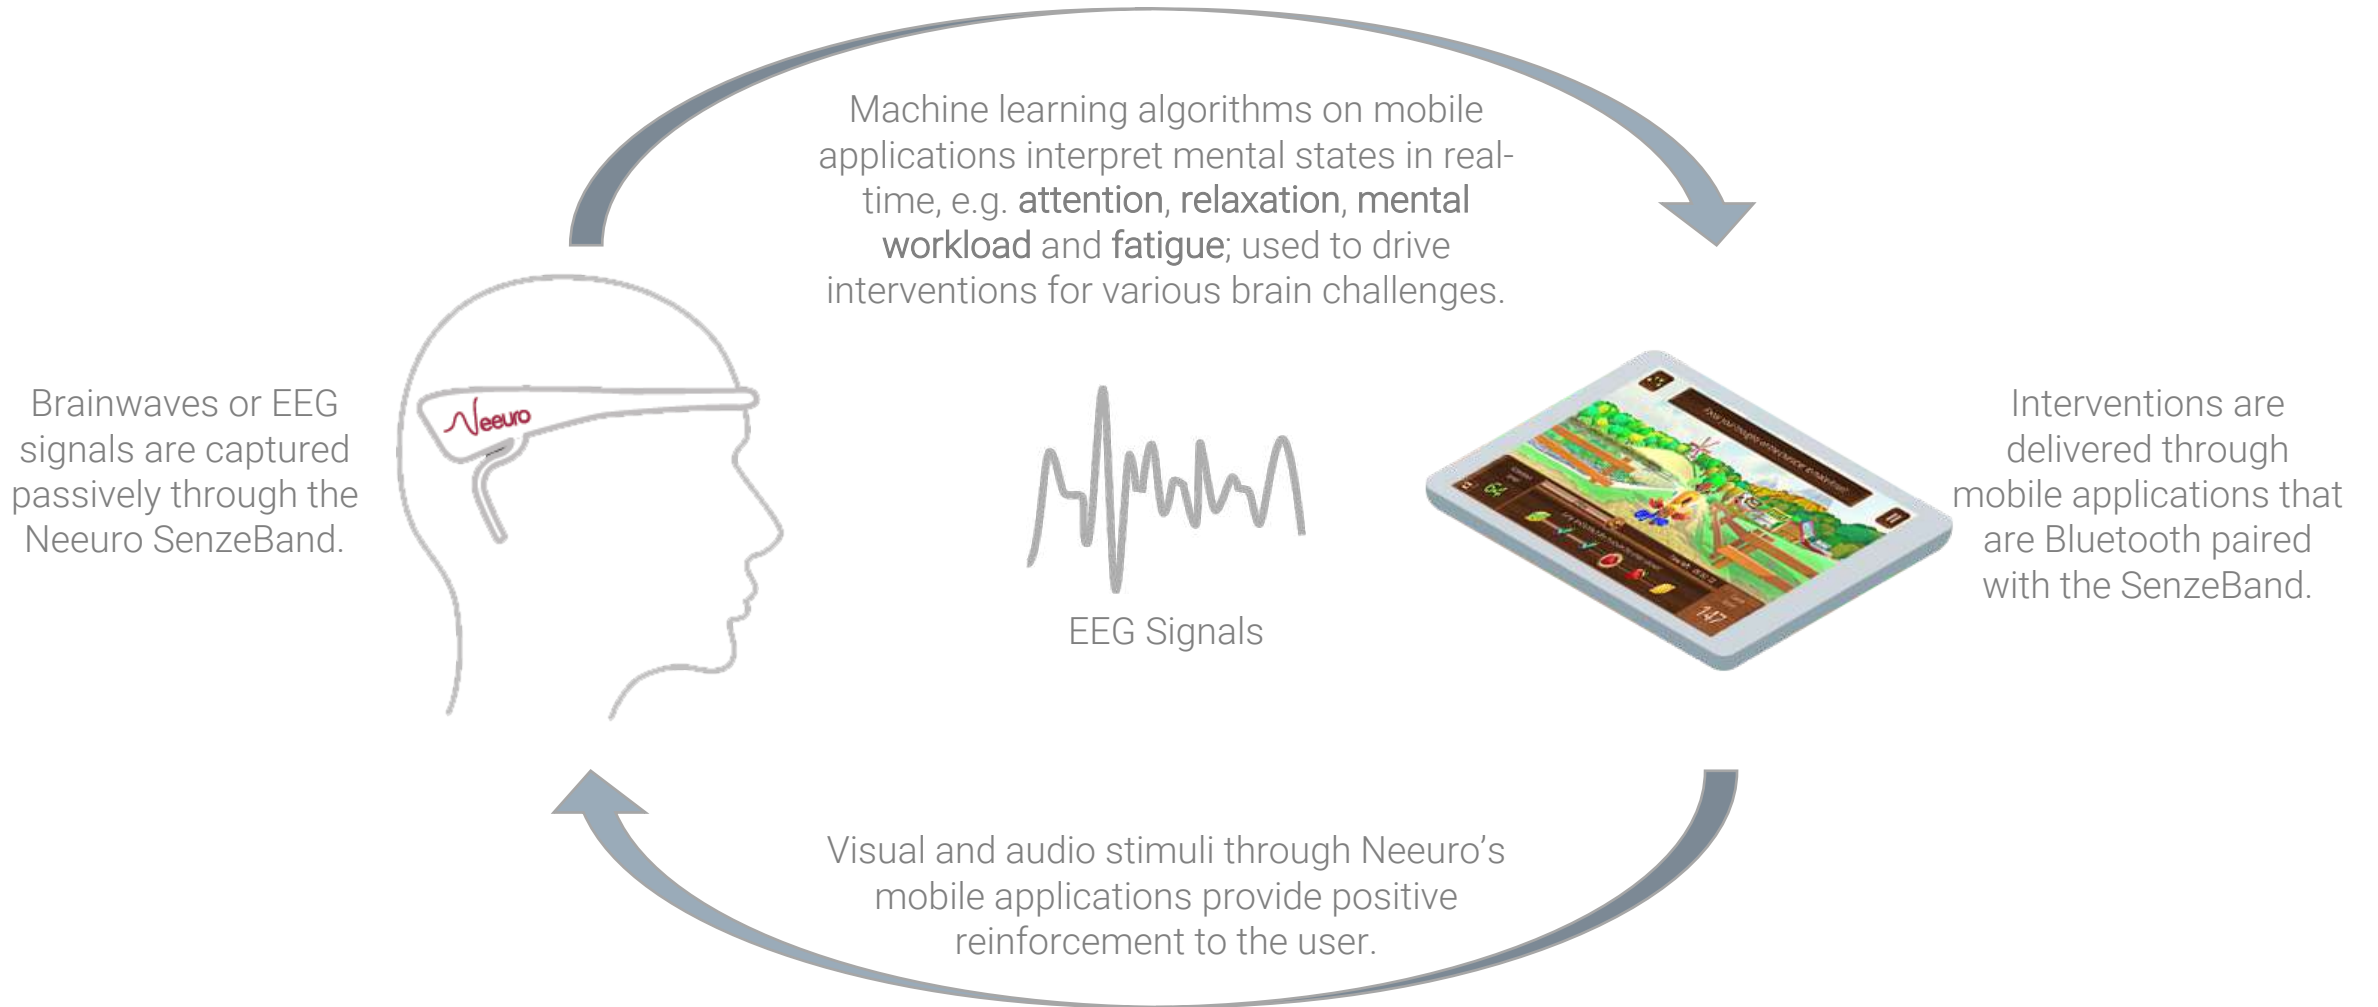 Machine learning algorithms on mobile
applications interpret mental states in real-
time, e.g. attention, relaxation, mental
workload and fatigue; used to drive
interventions for various brain challenges.
Brainwaves or EEG
signals are captured
passively through the
Neeuro SenzeBand.
Neeuro
EEG Signals
64
147
Interventions are
delivered through
mobile applications that
are Bluetooth paired
with the SenzeBand.
Visual and audio stimuli through Neeuro’s
mobile applications provide positive
reinforcement to the user.